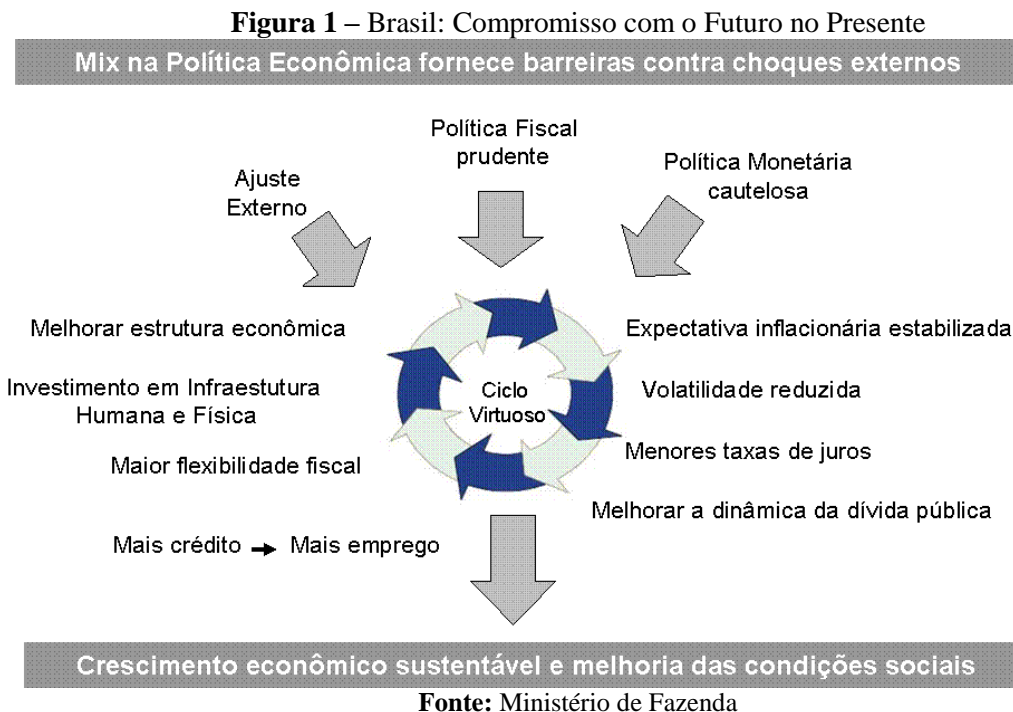 Figura 1 – Brasil: Compromisso com o Futuro no Presente
Mix na Política Econômica fornece barreiras contra choques externos
Política Fiscal
prudente
Ajuste
Externo
Política Monetária
cautelosa
Melhorar estrutura econômica
Investimento em Infraestutura
Humana e Física
Maior flexibilidade fiscal
Mais crédito → Mais emprego
Ciclo
Virtuoso
Expectativa inflacionária estabilizada
Volatilidade reduzida
Menores taxas de juros
Melhorar a dinâmica da dívida pública
Crescimento econômico sustentável e melhoria das condições sociais
Fonte: Ministério de Fazenda